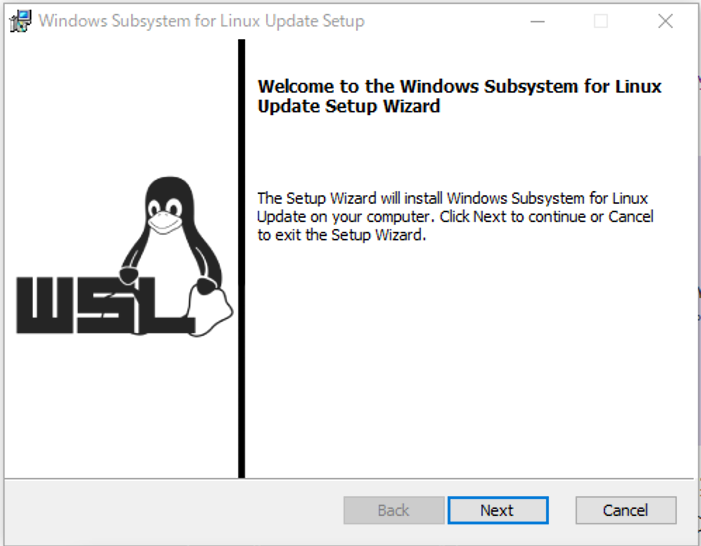 Windows Subsystem for Linux Update Setup
Welcome to the Windows Subsystem for Linux
Update Setup Wizard
The Setup Wizard will install Windows Subsystem for Linux
Update on your computer. Click Next to continue or Cancel
to exit the Setup Wizard.
WSL
Back
Next
Cancel